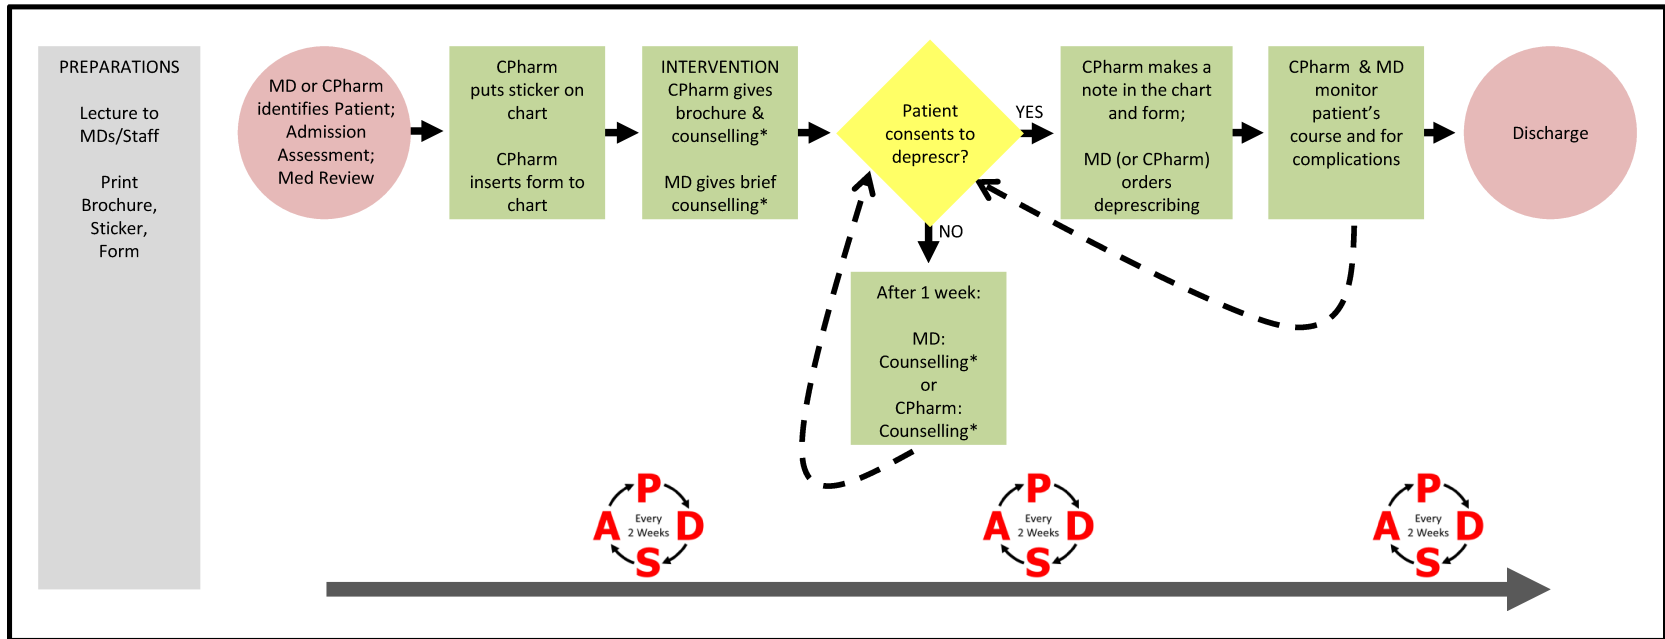 PREPARATIONS
Lecture to
MDs/Staff
Print
Brochure,
Sticker,
Form
MD or CPharm
identifies Patient;
Admission
Assessment;
Med Review
CPharm
puts sticker on
chart
CPharm
inserts form to
chart
INTERVENTION
CPharm gives
brochure &
counselling*
MD gives brief
counselling*
Patient
consents to
deprescr?
YES
NO
After 1 week:
MD:
Counselling*
or
CPharm:
Counselling*
CPharm makes a
note in the chart
and form;
MD (or CPharm)
orders
deprescribing
CPharm & MD
monitor
patient's
course and for
complications
Discharge
P
A
Every
2 Weeks
D
S
P
A
Every
2 Weeks
D
S
P
A
Every
2 Weeks
D
S